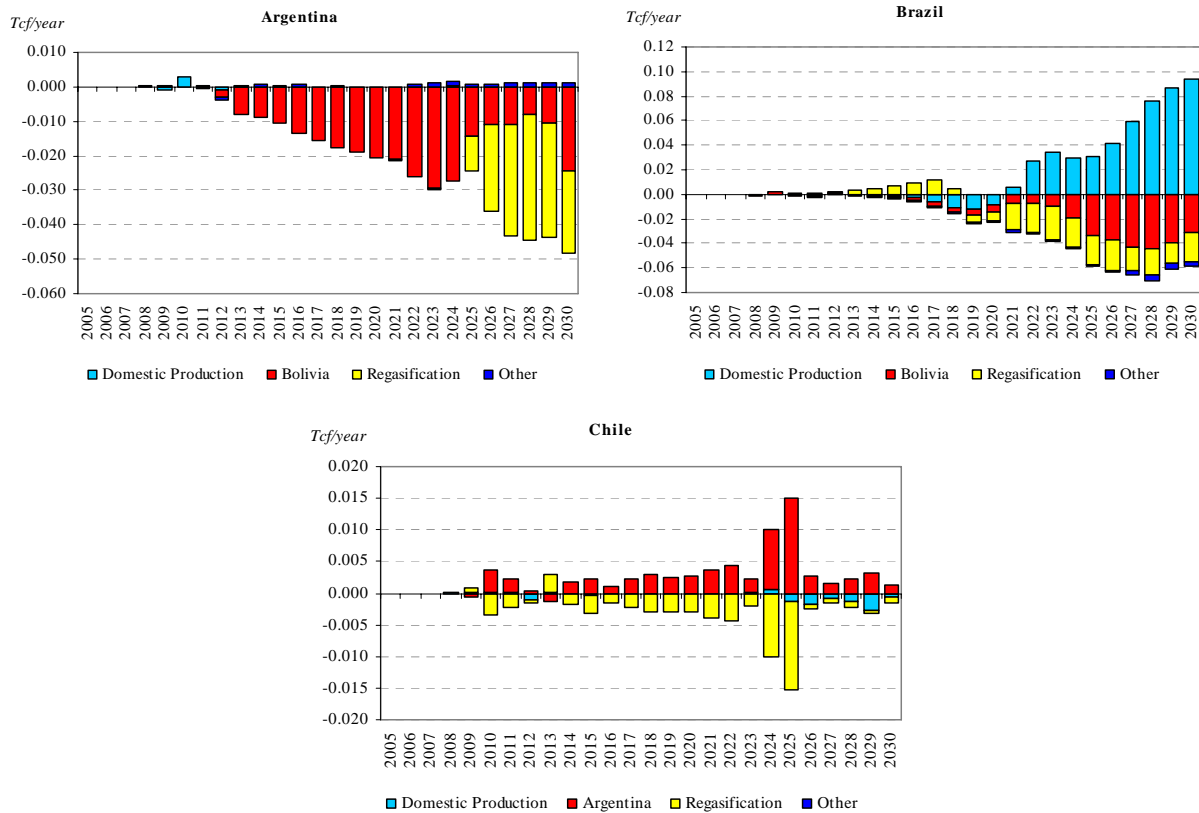 Tcf/year
Argentina
0.010
0.000
-0.010
-0.020
-0.030
-0.040
-0.050
-0.060
2005 2006 2007 2008 2009 2010 2011 2012 2013 2014 2015 2016 2017 2018 2019 2020 2021 2022 2023 2024 2025 2026 2027 2028 2029 2030
Domestic Production Bolivia Regasification Other
Tcf/year
Brazil
0.12
0.10
0.08
0.06
0.04
0.02
0.00
-0.02
-0.04
-0.06
-0.08
2005 2006 2007 2008 2009 2010 2011 2012 2013 2014 2015 2016 2017 2018 2019 2020 2021 2022 2023 2024 2025 2026 2027 2028 2029 2030
Domestic Production Bolivia Regasification Other
Tcf/year
Chile
0.020
0.015
0.010
0.005
0.000
-0.005
-0.010
-0.015
-0.020
2005 2006 2007 2008 2009 2010 2011 2012 2013 2014 2015 2016 2017 2018 2019 2020 2021 2022 2023 2024 2025 2026 2027 2028 2029 2030
Domestic Production Argentina Regasification Other